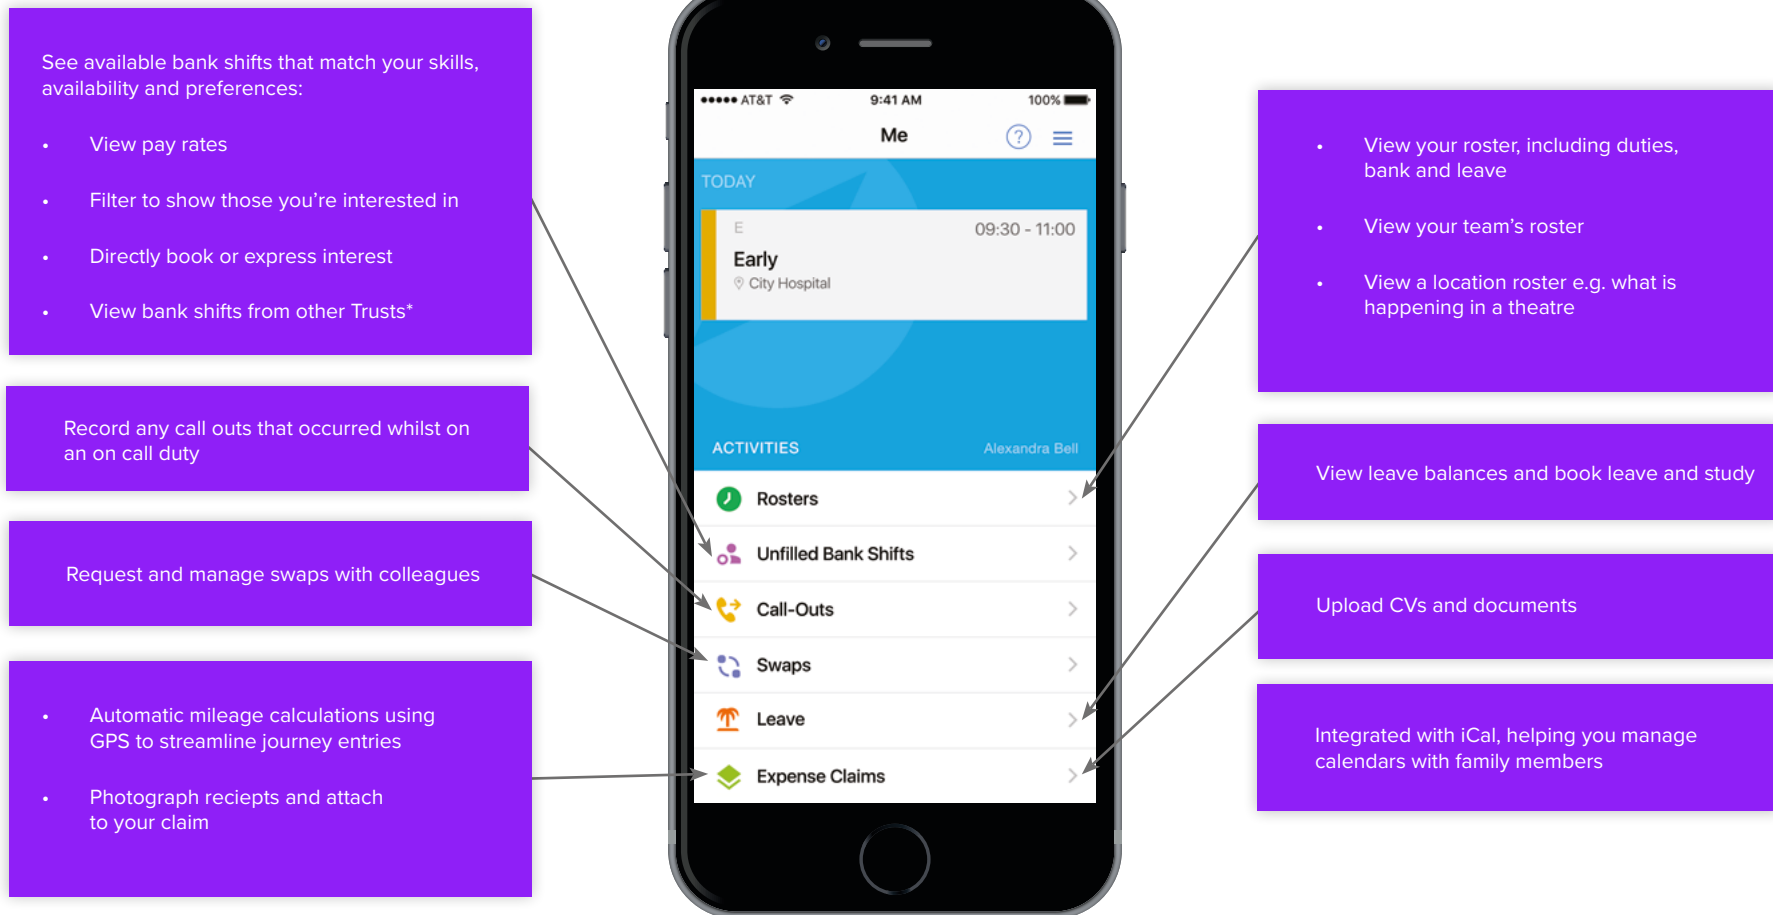 See available bank shifts that match your skills,
availability and preferences:
• View pay rates
• Filter to show those you're interested in
• Directly book or express interest
• View bank shifts from other Trusts*
Record any call outs that occurred whilst on
an on call duty
Request and manage swaps with colleagues
• Automatic mileage calculations using
GPS to streamline journey entries
• Photograph reciepts and attach
to your claim
AT&T 9:41 AM 100%
Me ?
TODAY
E 09:30 - 11:00
Early
City Hospital
ACTIVITIES Alexandra Bell
Rosters
Unfilled Bank Shifts
Call-Outs
Swaps
Leave
Expense Claims
• View your roster, including duties,
bank and leave
• View your team's roster
• View a location roster e.g. what is
happening in a theatre
View leave balances and book leave and study
Upload CVs and documents
Integrated with iCal, helping you manage
calendars with family members